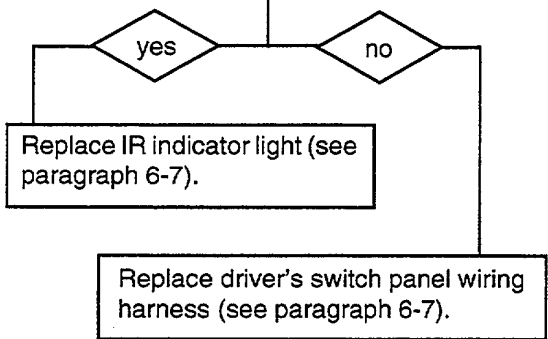 yes
no
Replace IR indicator light (see
paragraph 6-7).
Replace driver's switch panel wiring
harness (see paragraph 6-7).